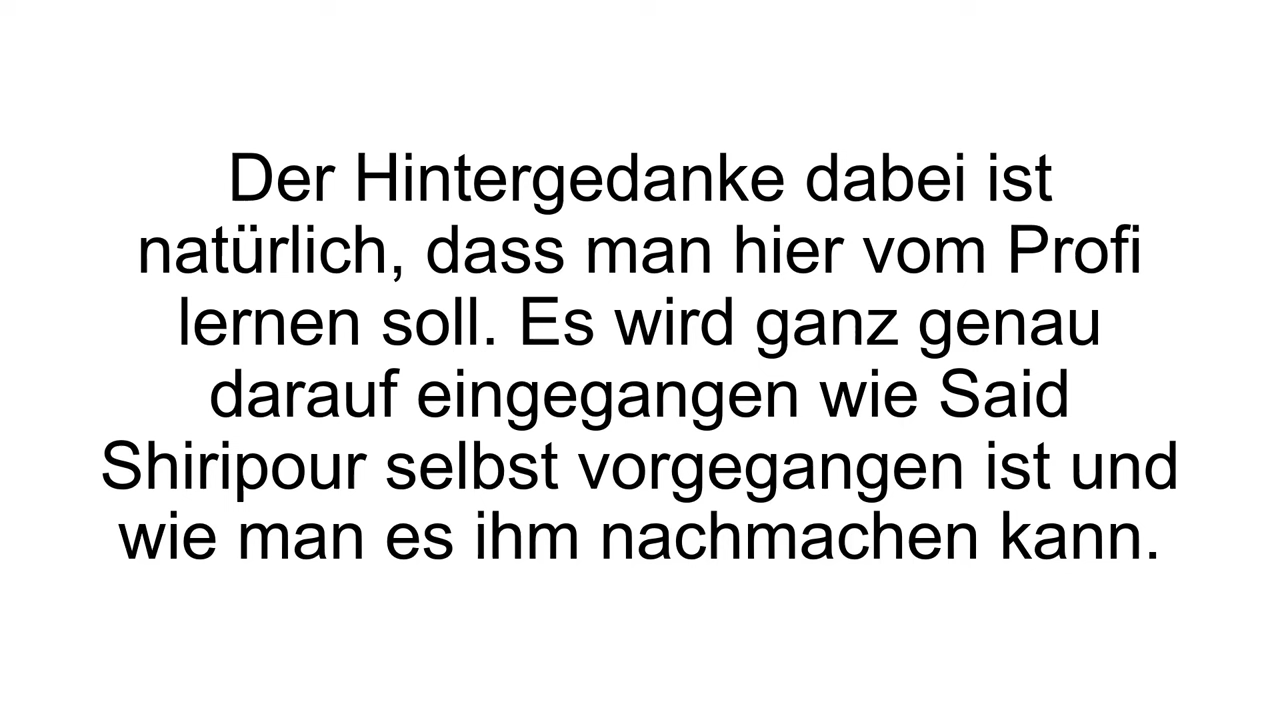 Der Hintergedanke dabei ist
natürlich, dass man hier vom Profi
lernen soll. Es wird ganz genau
darauf eingegangen wie Said
Shiripour selbst vorgegangen ist und
wie man es ihm nachmachen kann.